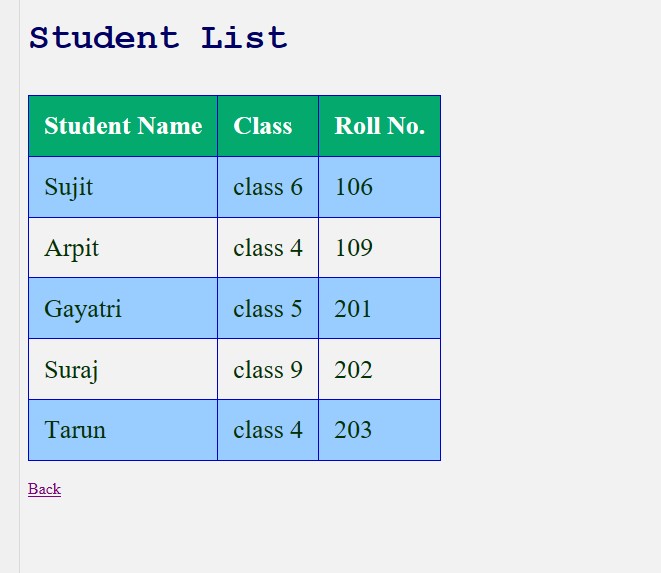 Student List
Student Name Class Roll No.
Sujit class 6 106
Arpit class 4 109
Gayatri class 5 201
Suraj class 9 202
Tarun class 4 203
Back